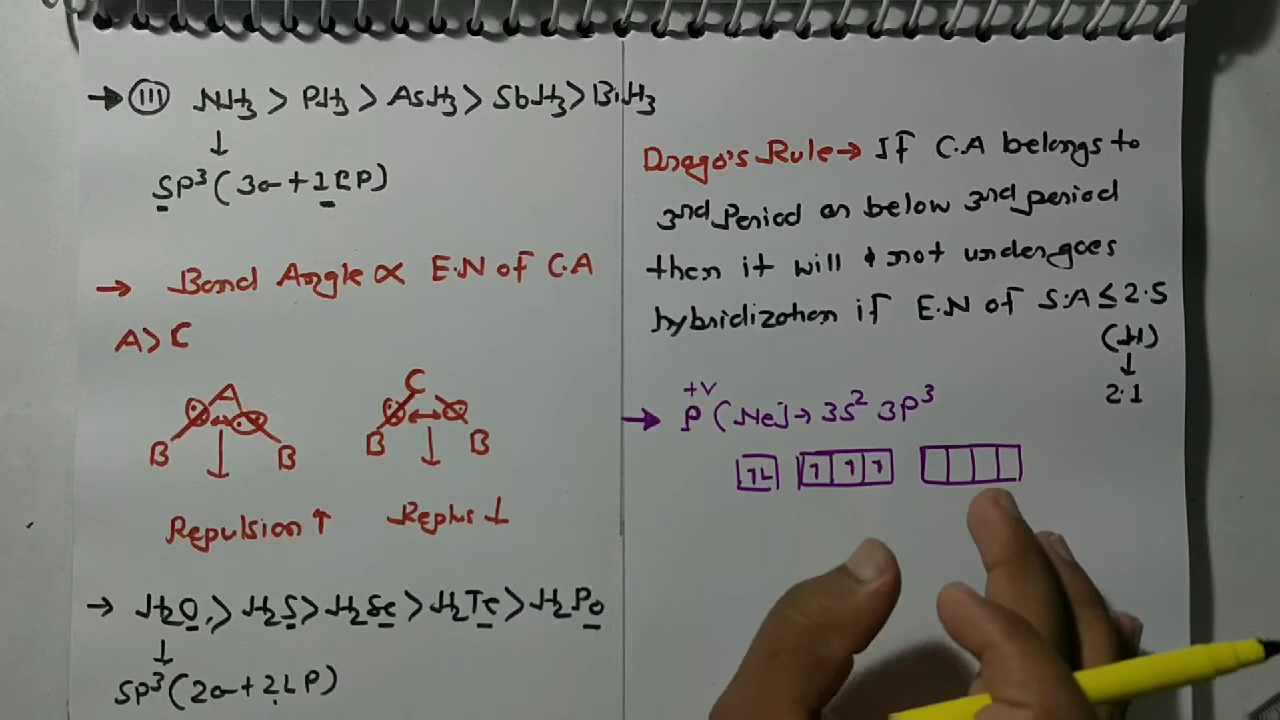 → (III) NH3 > PH3 > AsH3 > SbH3 > BiH3
↓
SP³ (3σ + 1LP)
→ Bond Angle ∝ E.N of C.A
A > C
A
B B
C
B B
Repulsion ↑
Replus ↓
→ H2O, > H2S > H2Se > H2Te > H2Po
↓
SP³ (2σ + 2LP)
Drago's Rule → If C.A belongs to
3rd Period or below 3rd period
then it will not undergoes
hybridization if E.N of S.A ≤ 2.5
(H)
↓
2.1
+V
→ P (Ne) → 3S² 3P³